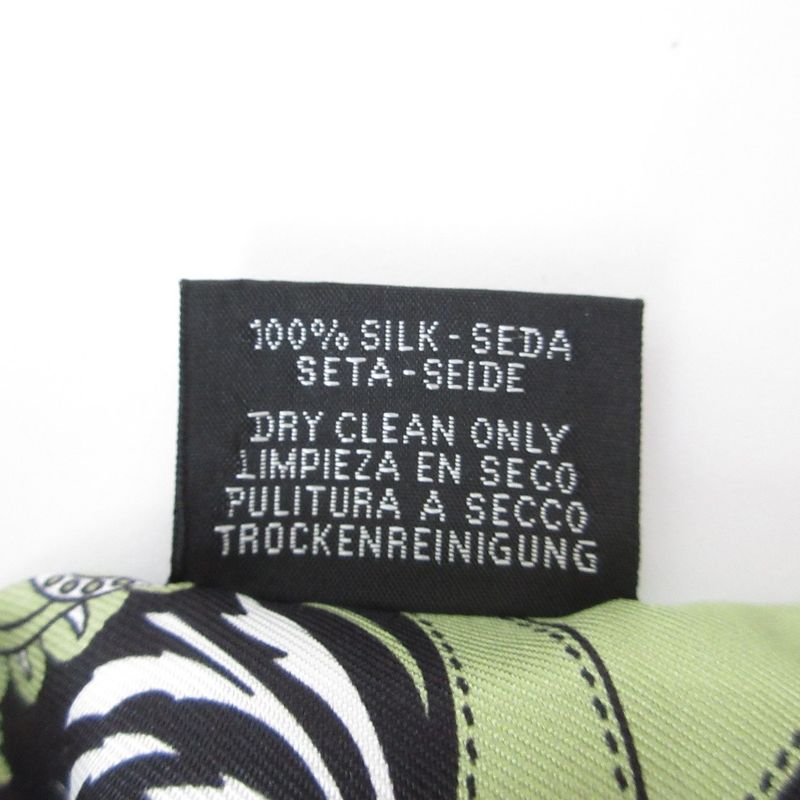 100% SILK - SEDA
SETA - SEIDE
DRY CLEAN ONLY
LIMPIEZA EN SECO
PULITURA A SECCO
TROCKENREINIGUNG